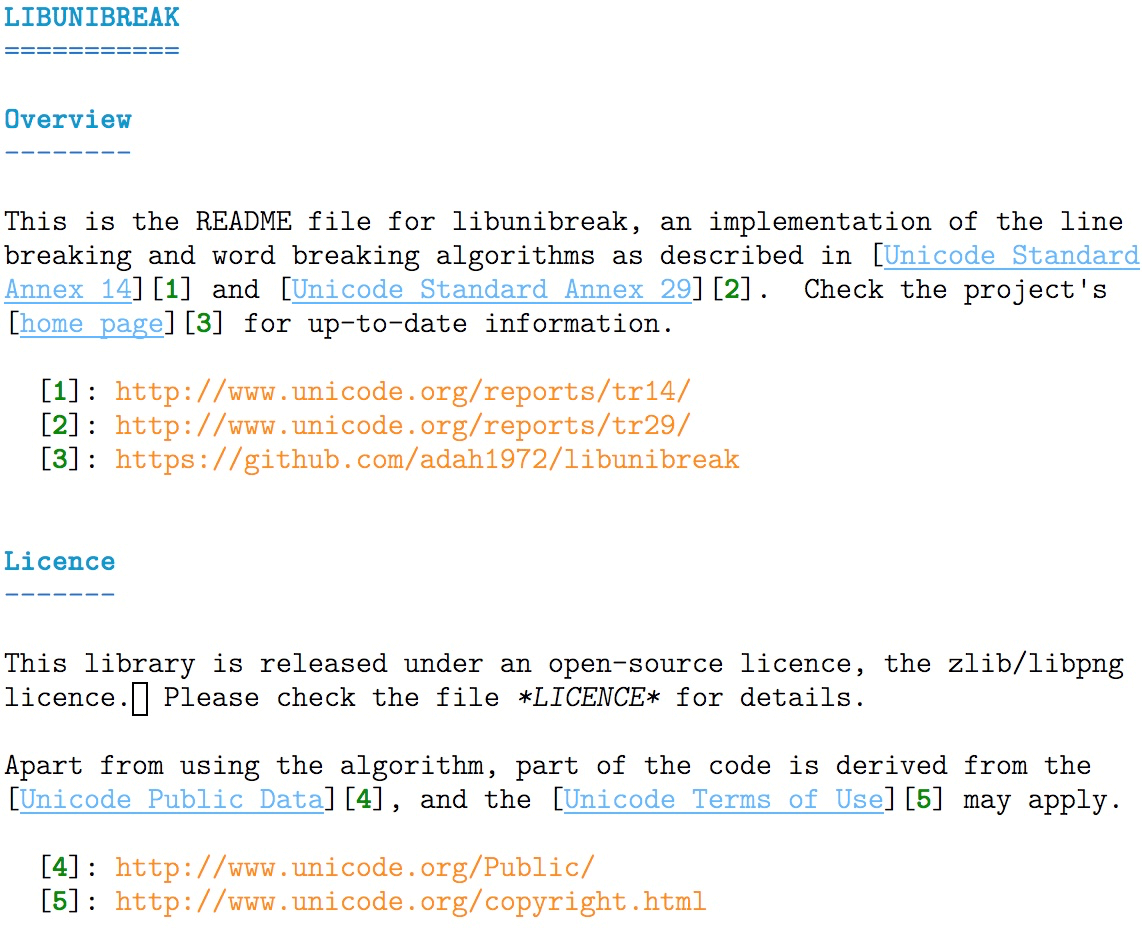 LIBUNIBREAK
===========
Overview
--------
This is the README file for libunibreak, an implementation of the line
breaking and word breaking algorithms as described in [Unicode Standard
Annex 14][1] and [Unicode Standard Annex 29][2].  Check the project's
[home page][3] for up-to-date information.
[1]: http://www.unicode.org/reports/tr14/
[2]: http://www.unicode.org/reports/tr29/
[3]: https://github.com/adah1972/libunibreak
Licence
-------
This library is released under an open-source licence, the zlib/libpng
licence.  Please check the file *LICENCE* for details.
Apart from using the algorithm, part of the code is derived from the
[Unicode Public Data][4], and the [Unicode Terms of Use][5] may apply.
[4]: http://www.unicode.org/Public/
[5]: http://www.unicode.org/copyright.html